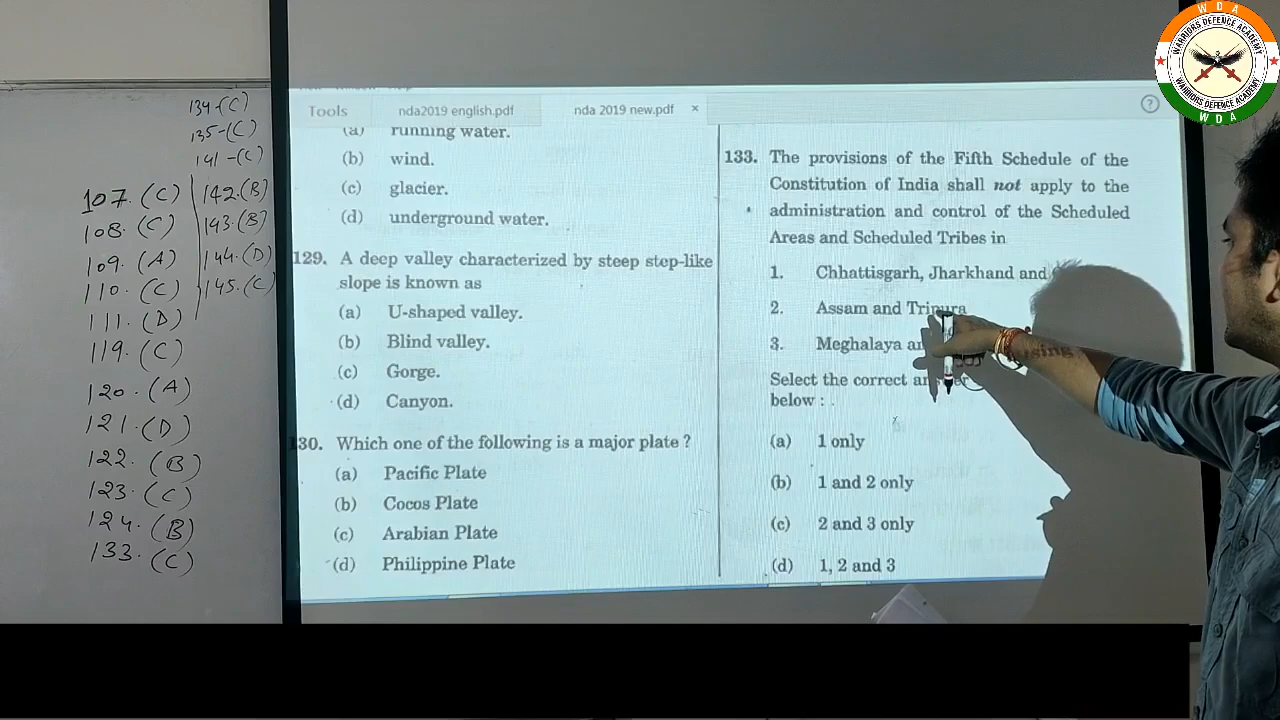 WDA
WARRIORS DEFENCE ACADEMY
WARRIORS DEFENCE ACADEMY
WDA
134-(C)
135-(C)
141-(C)
107. (C)
108. (C)
109. (A)
110. (C)
111. (D)
119. (C)
120. (A)
121. (D)
122. (B)
123. (C)
124. (B)
133. (C)
142.(B)
143.(B)
144.(D)
145.(C)
Tools nda2019 english.pdf nda 2019 new.pdf × ?
(a) running water.
(b) wind.
(c) glacier.
(d) underground water.
129. A deep valley characterized by steep step-like
slope is known as
(a) U-shaped valley.
(b) Blind valley.
(c) Gorge.
(d) Canyon.
130. Which one of the following is a major plate ?
(a) Pacific Plate
(b) Cocos Plate
(c) Arabian Plate
(d) Philippine Plate
133. The provisions of the Fifth Schedule of the
Constitution of India shall not apply to the
administration and control of the Scheduled
Areas and Scheduled Tribes in
1. Chhattisgarh, Jharkhand and
2. Assam and Tripura
3. Meghalaya
Select the correct
below :
(a) 1 only
(b) 1 and 2 only
(c) 2 and 3 only
(d) 1, 2 and 3